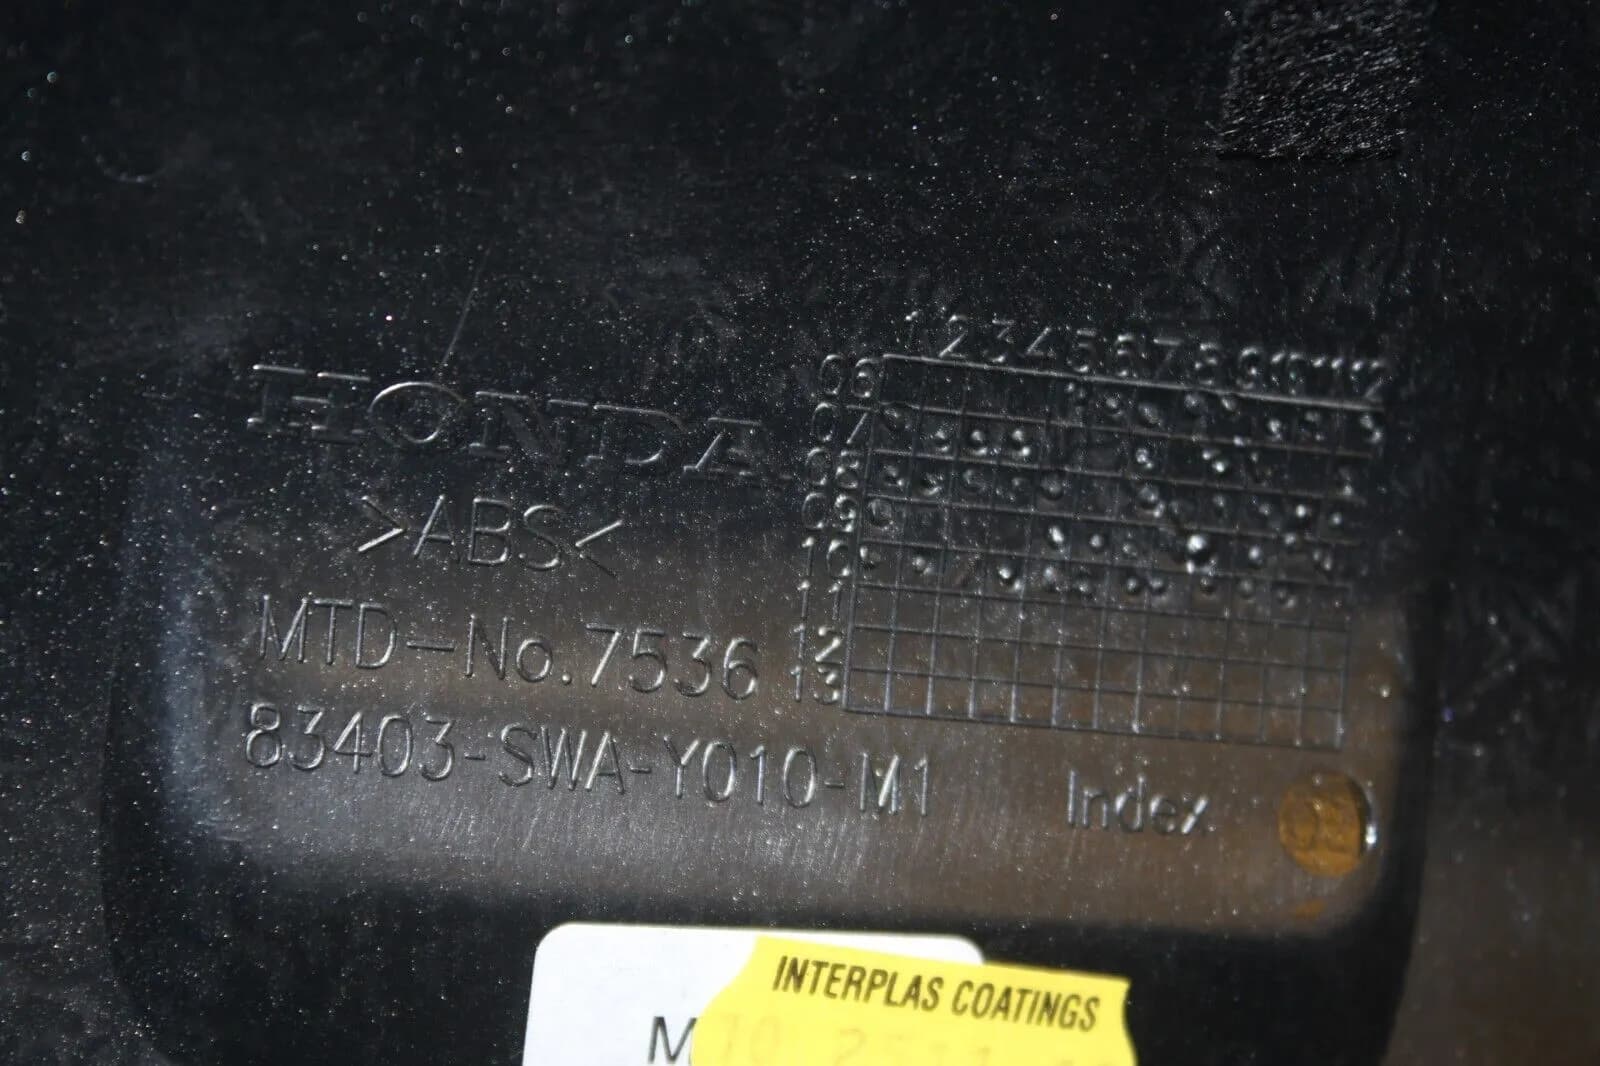 HONDA
>ABS<
MTD-No.7536
83403-SWA-Y010-M1
1 2 3 4 5 6 7 8 9 10 11 12
06
07
08
09
10
11
12
13
Index
INTERPLAS COATINGS
M